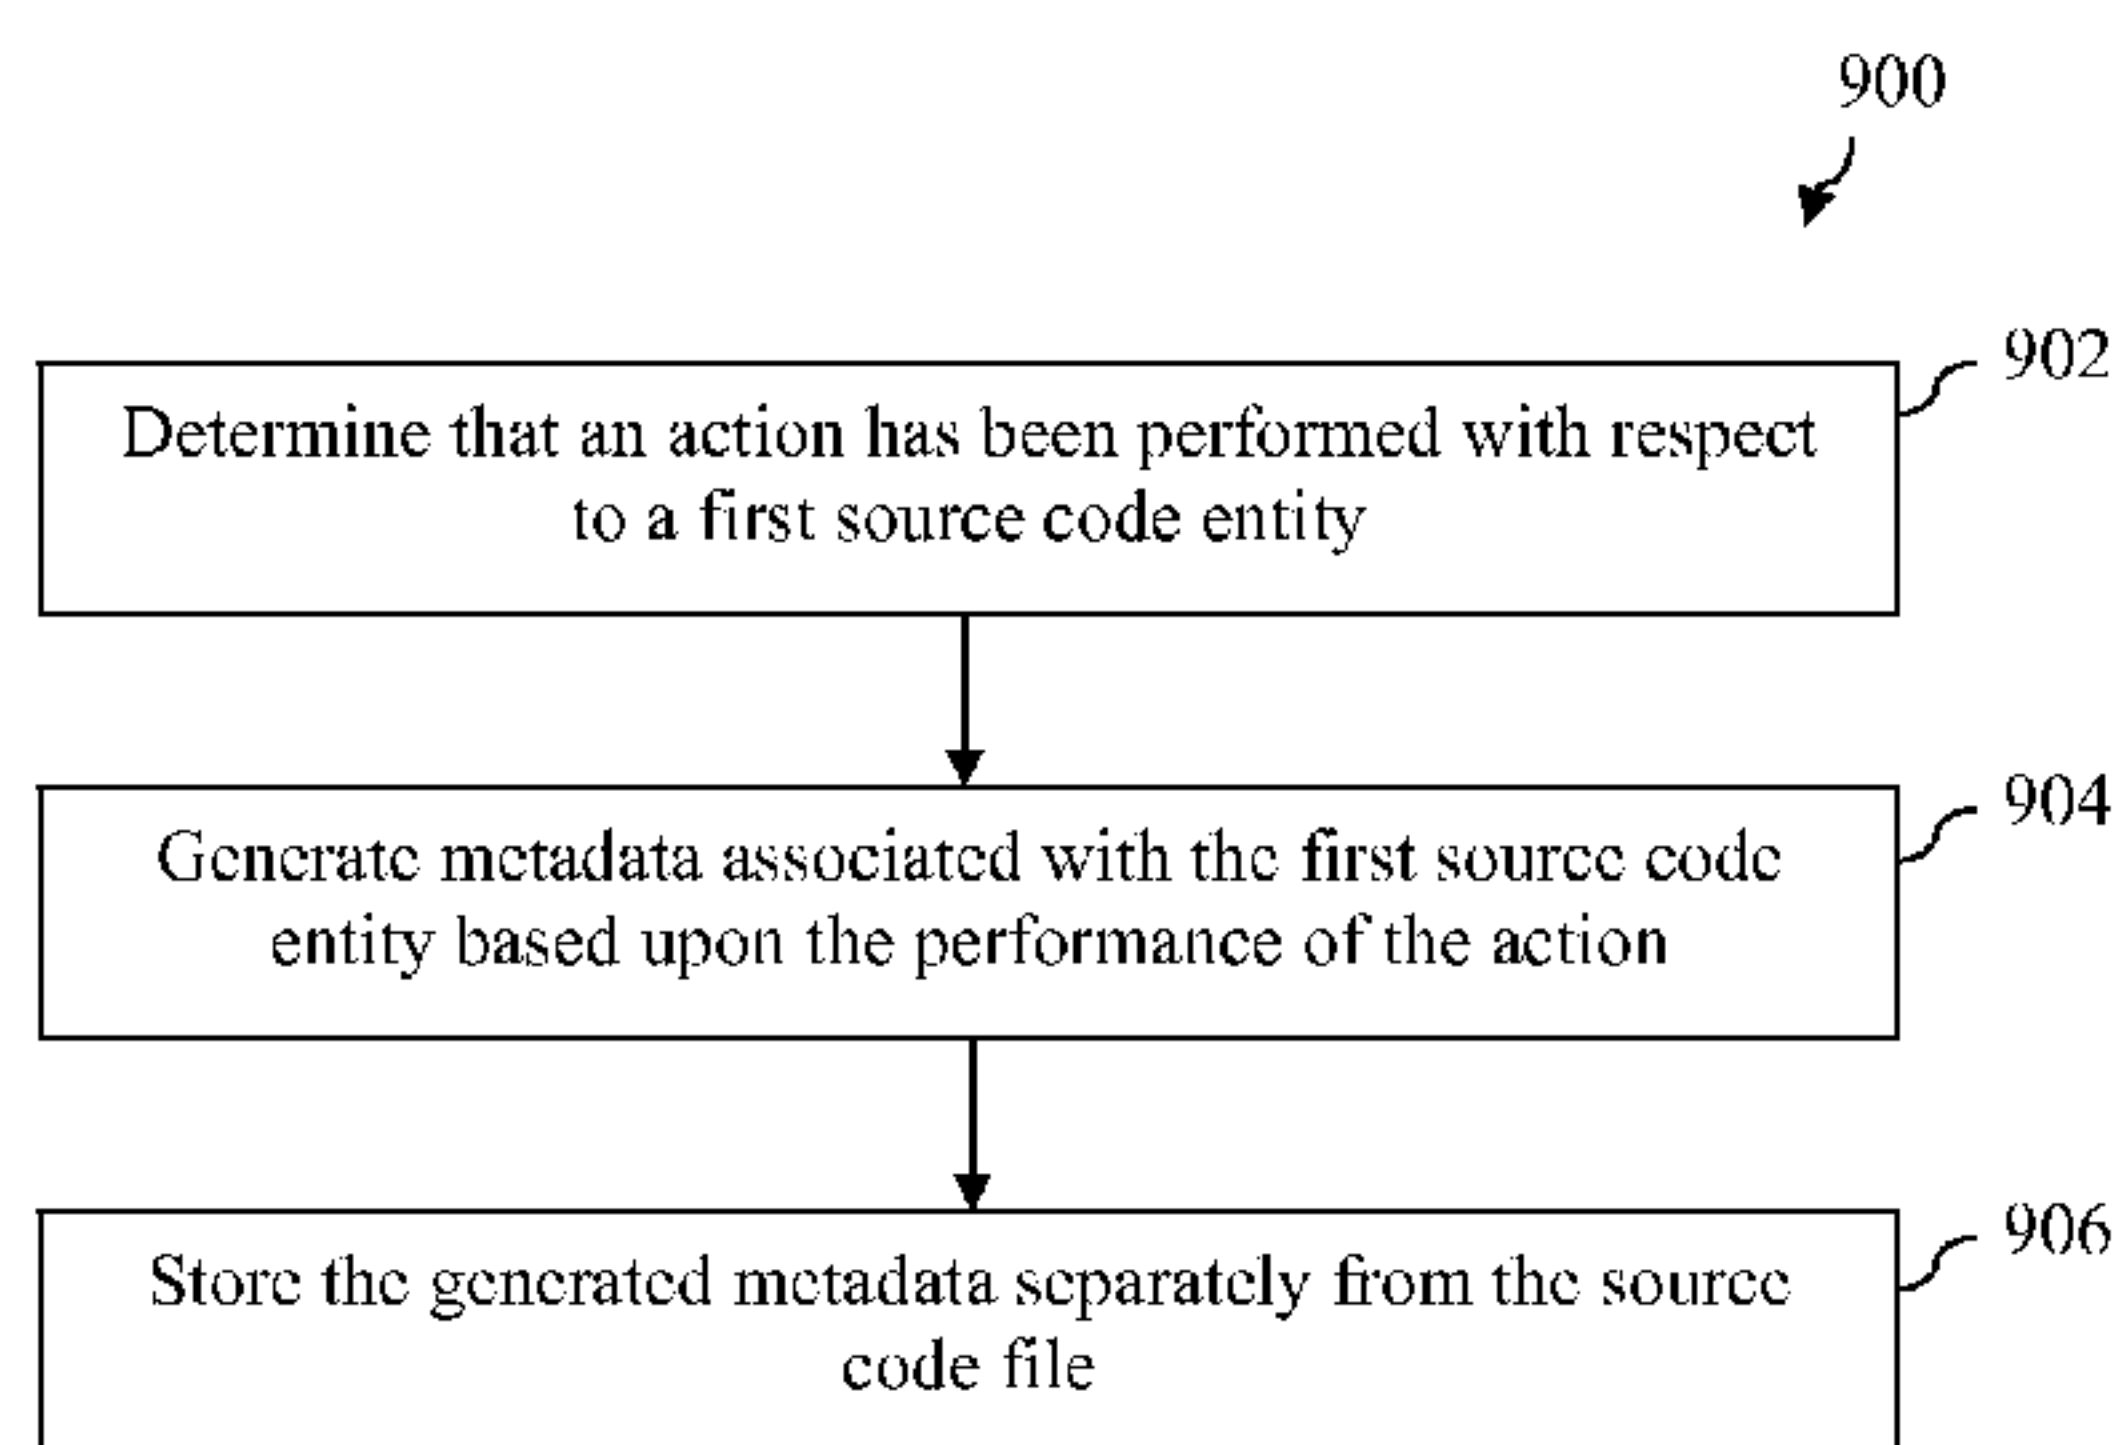 900
902
Determine that an action has been performed with respect
to a first source code entity
904
Generate metadata associated with the first source code
entity based upon the performance of the action
906
Store the generated metadata separately from the source
code file